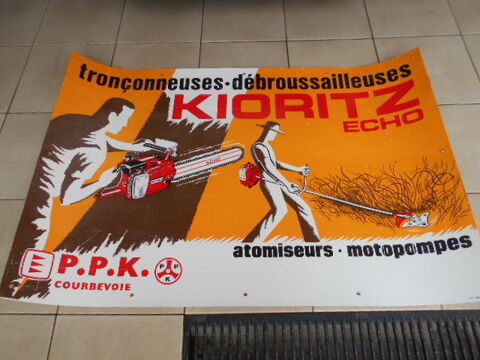 tronçonneuses·débroussailleuses
KIORITZ
ECHO
atomiseurs · motopompes
P.P.K.
P P K
COURBEVOIE